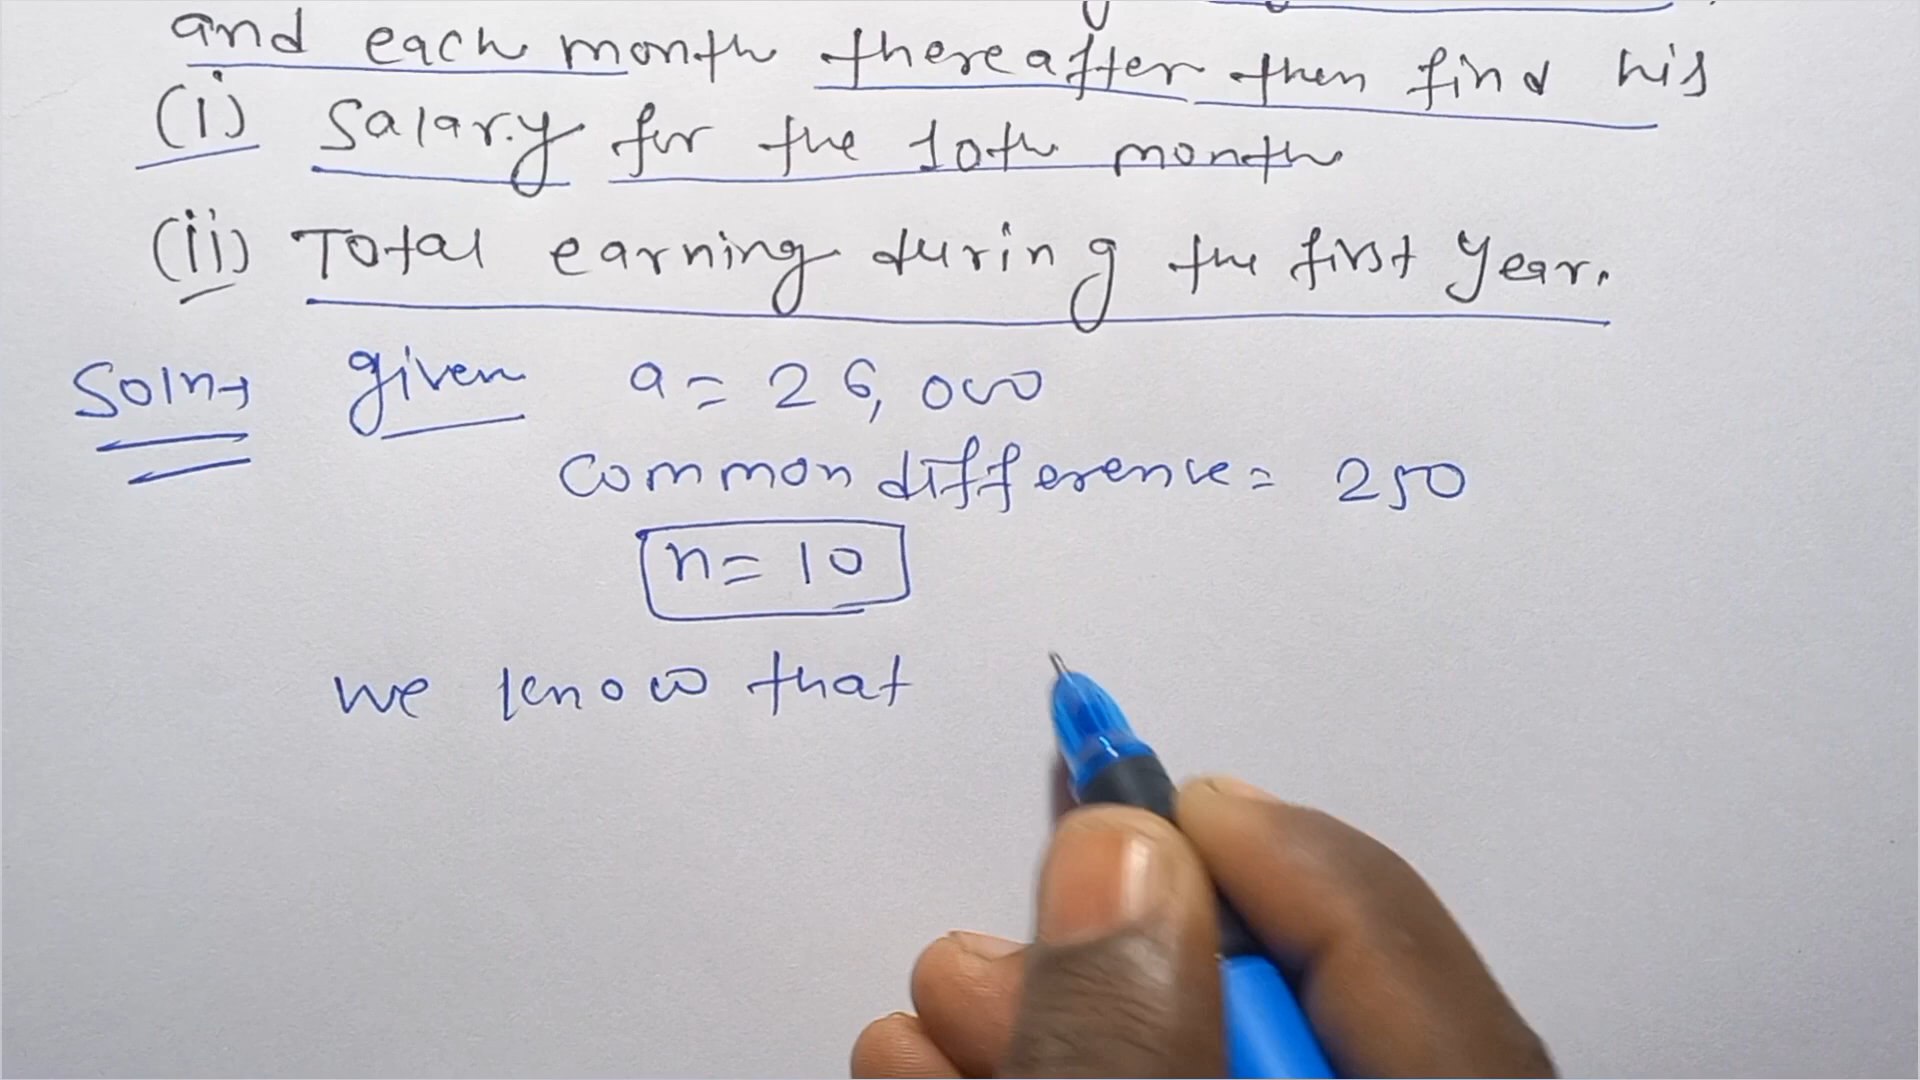 and each month thereafter then find his
(i) Salary for the 10th month
(ii) Total earning during the first year.
Soln→ given a = 26,000
Common difference = 250
n = 10
we know that